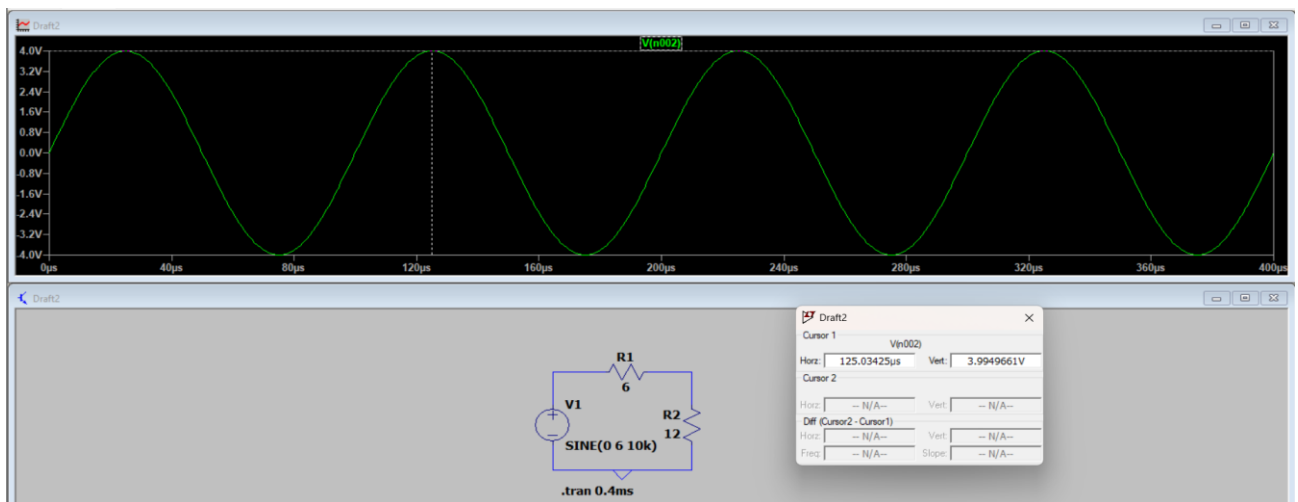 Draft2
V(n002)
4.0V
3.2V
2.4V
1.6V
0.8V
0.0V
-0.8V
-1.6V
-2.4V
-3.2V
-4.0V
0µs 40µs 80µs 120µs 160µs 200µs 240µs 280µs 320µs 360µs 400µs
Draft2
R1
6
V1
R2
12
SINE(0 6 10k)
.tran 0.4ms
Draft2
Cursor 1
V(n002)
Horz: 125.03425µs Vert: 3.9949661V
Cursor 2
Horz: -- N/A-- Vert: -- N/A--
Diff (Cursor2 - Cursor1)
Horz: -- N/A-- Vert: -- N/A--
Freq: -- N/A-- Slope: -- N/A--